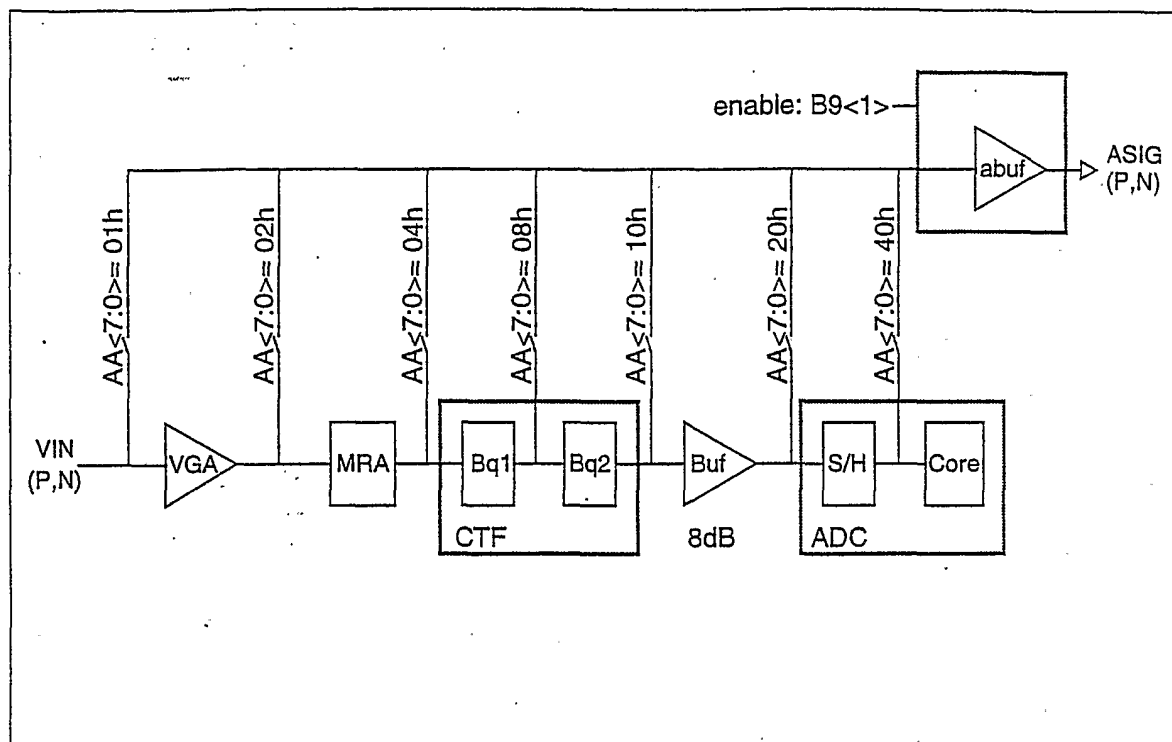 enable: B9<1>
abuf
ASIG
(P,N)
AA<7:0>= 01h
AA<7:0>= 02h
AA<7:0>= 04h
AA<7:0>= 08h
AA<7:0>= 10h
AA<7:0>= 20h
AA<7:0>= 40h
VIN
(P,N)
VGA
MRA
Bq1
Bq2
Buf
S/H
Core
CTF
8dB
ADC